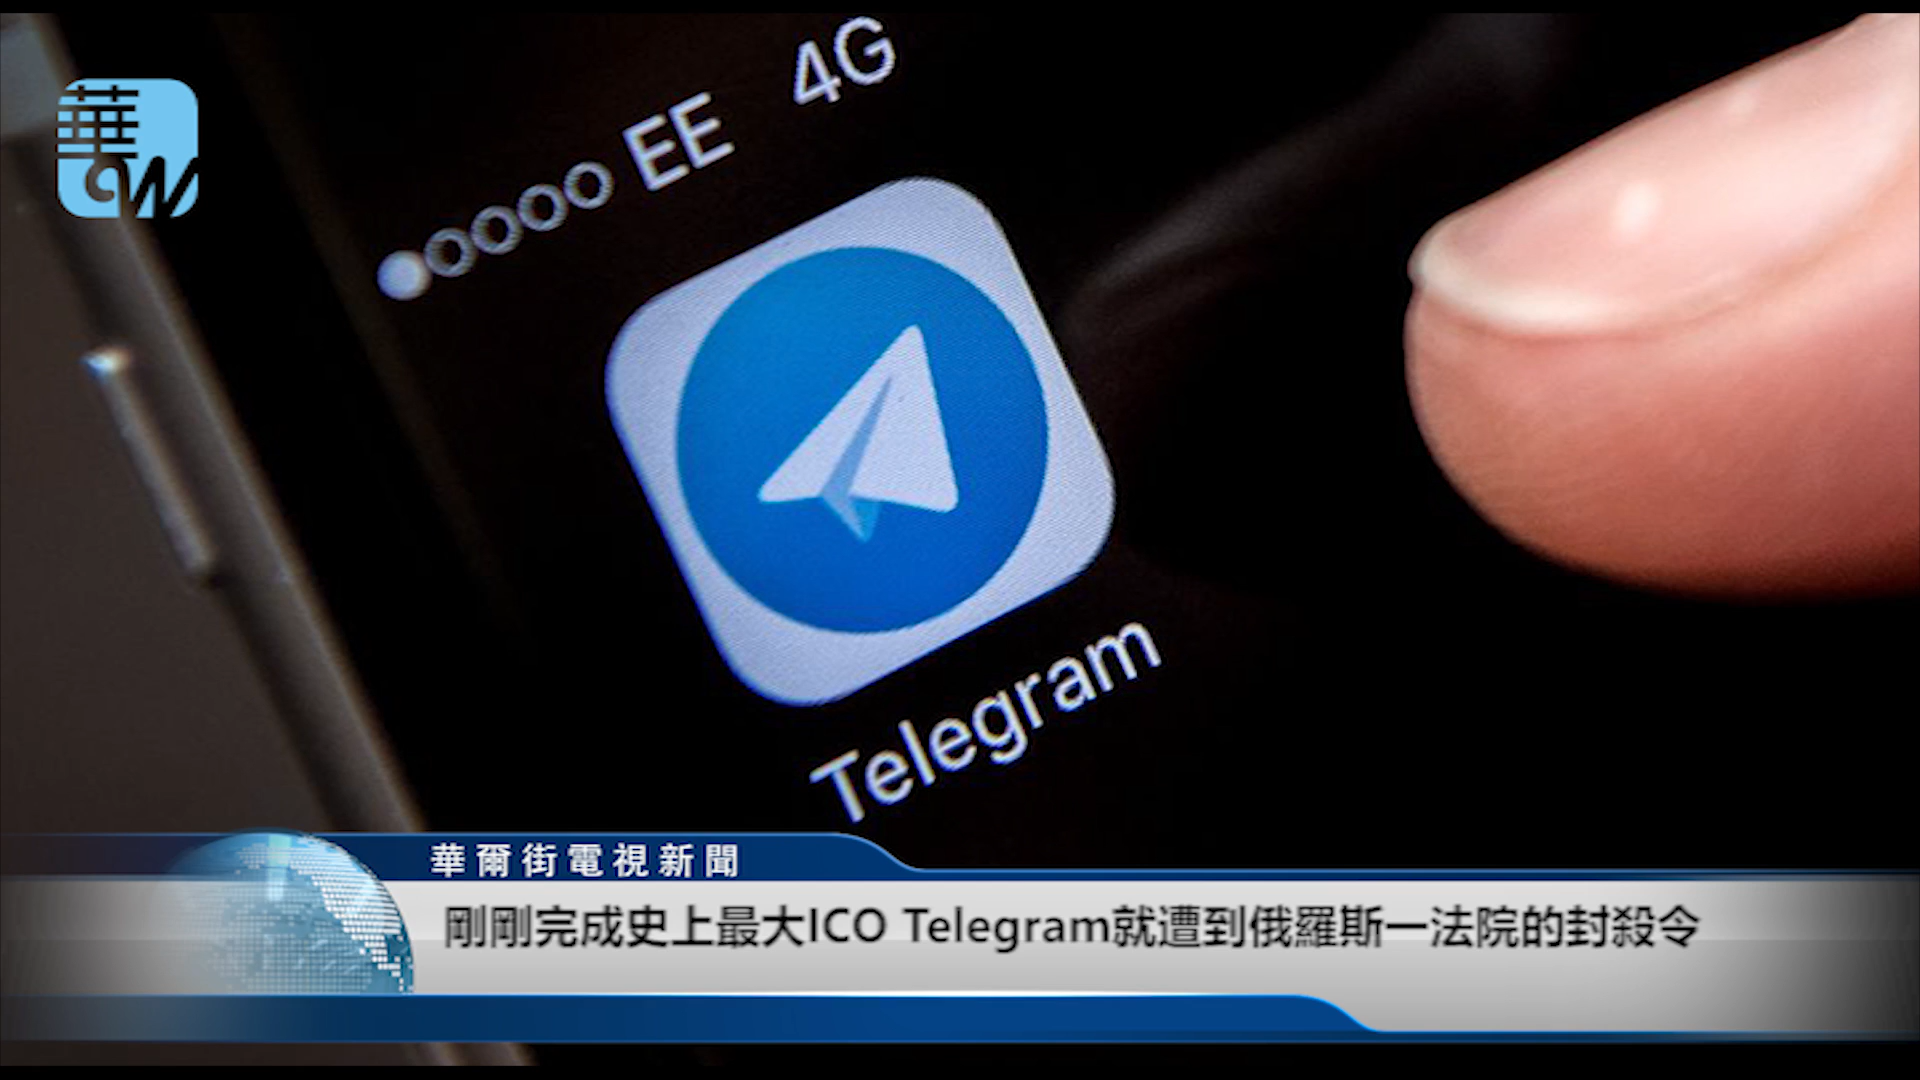 華
EE 4G
Telegram
華爾街電視新聞
剛剛完成史上最大ICO Telegram就遭到俄羅斯一法院的封殺令